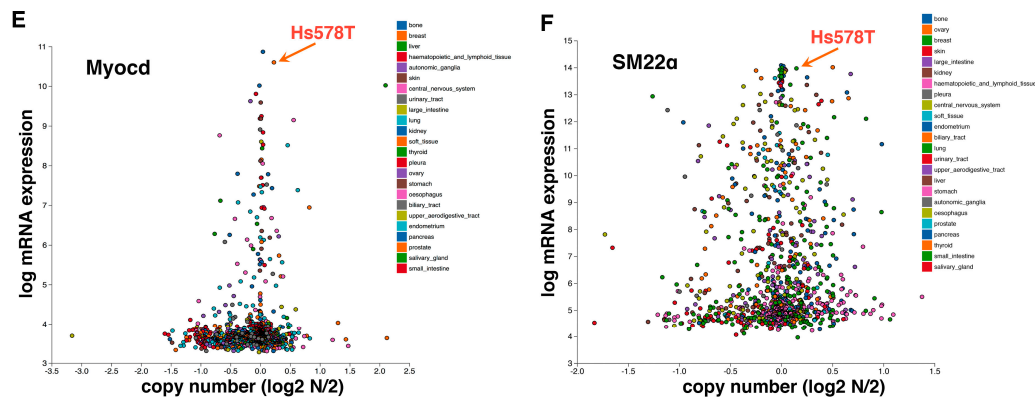 E
Hs578T
Myocd
log mRNA expression
11
10
9
8
7
6
5
4
3
-3.5 -3.0 -2.5 -2.0 -1.5 -1.0 -0.5 0.0 0.5 1.0 1.5 2.0 2.5
copy number (log2 N/2)
bone
breast
liver
haematopoietic_and_lymphoid_tissue
autonomic_ganglia
skin
central_nervous_system
urinary_tract
large_intestine
lung
kidney
soft_tissue
thyroid
pleura
ovary
stomach
oesophagus
biliary_tract
upper_aerodigestive_tract
endometrium
pancreas
prostate
salivary_gland
small_intestine
F
Hs578T
SM22α
log mRNA expression
15
14
13
12
11
10
9
8
7
6
5
4
3
-2.0 -1.5 -1.0 -0.5 0.0 0.5 1.0 1.5
copy number (log2 N/2)
bone
ovary
breast
skin
large_intestine
kidney
haematopoietic_and_lymphoid_tissue
pleura
central_nervous_system
soft_tissue
endometrium
biliary_tract
lung
urinary_tract
upper_aerodigestive_tract
liver
stomach
autonomic_ganglia
oesophagus
prostate
pancreas
thyroid
small_intestine
salivary_gland